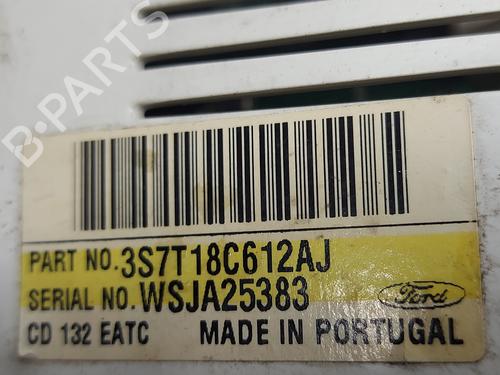 B-PARTS
PART NO. 3S7T18C612AJ
SERIAL NO. WSJA25383
Ford
CD 132 EATC MADE IN PORTUGAL